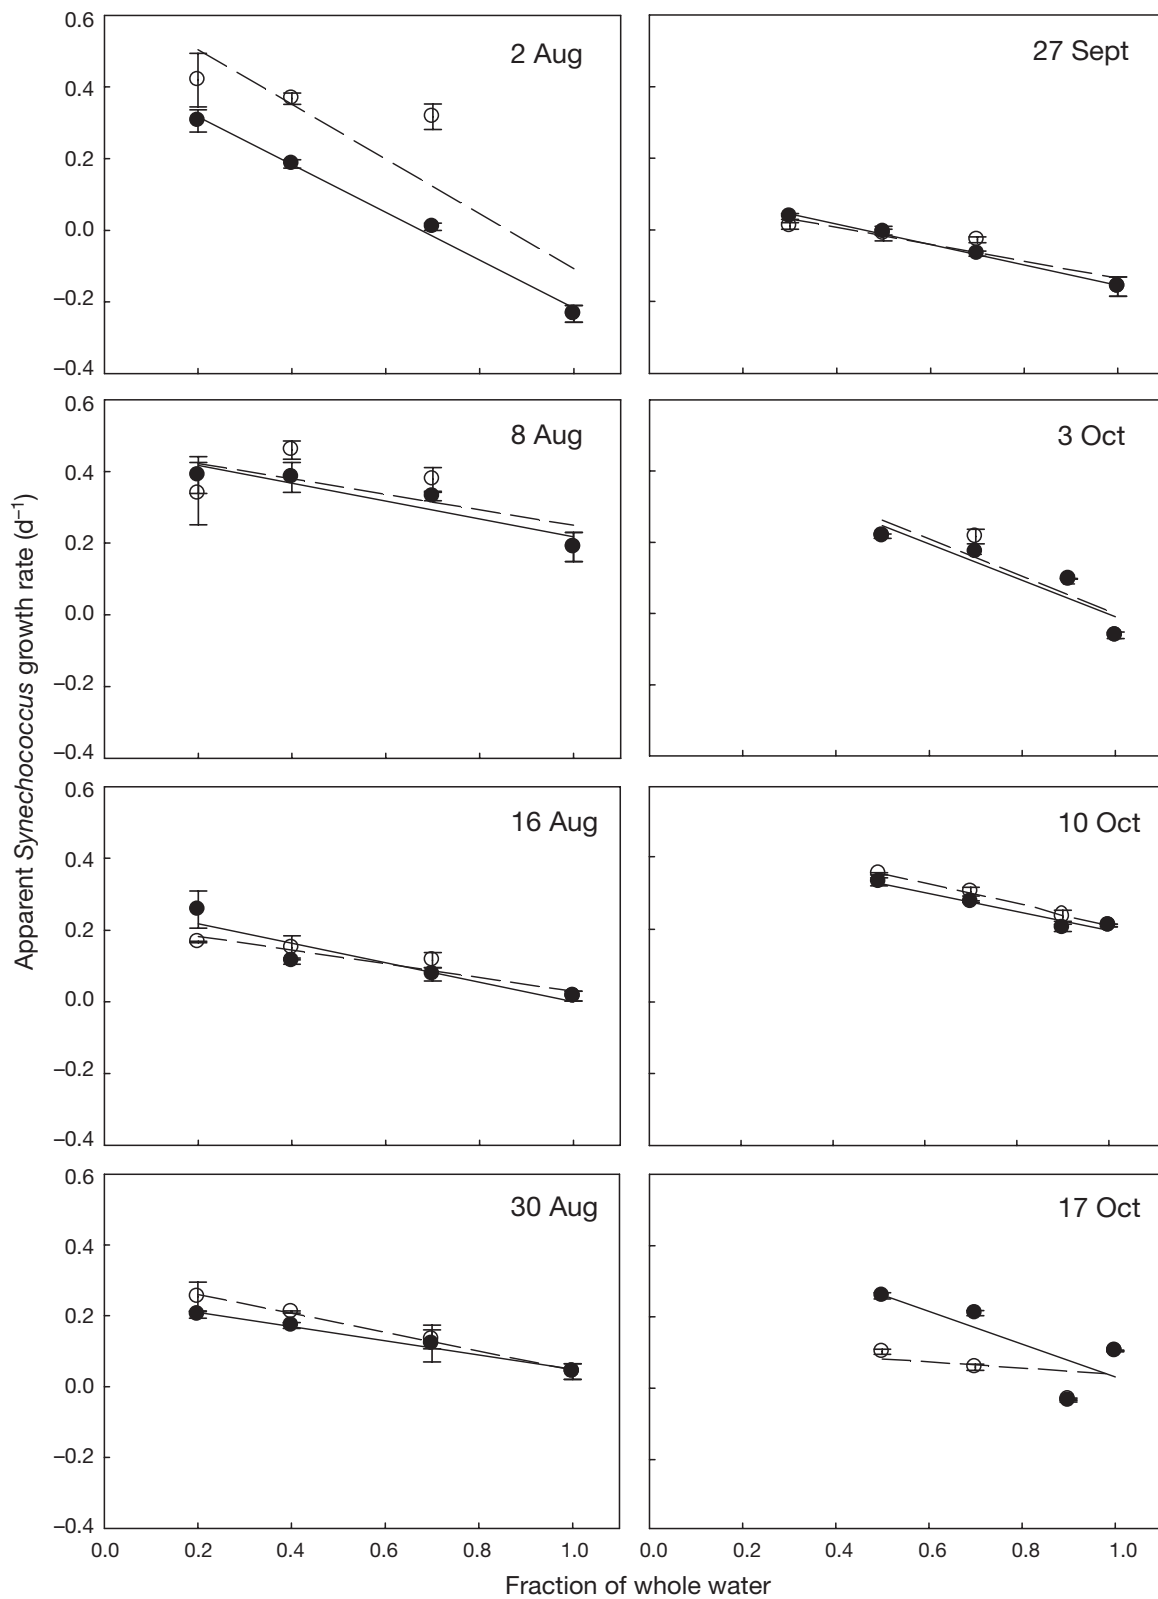 0.6
0.4
0.2
0.0
–0.2
–0.4
2 Aug
27 Sept
0.6
0.4
0.2
0.0
–0.2
–0.4
8 Aug
3 Oct
0.6
0.4
0.2
0.0
–0.2
–0.4
16 Aug
10 Oct
0.6
0.4
0.2
0.0
–0.2
–0.4
30 Aug
17 Oct
0.0 0.2 0.4 0.6 0.8 1.0
0.0 0.2 0.4 0.6 0.8 1.0
Apparent Synechococcus growth rate (d–1)
Fraction of whole water